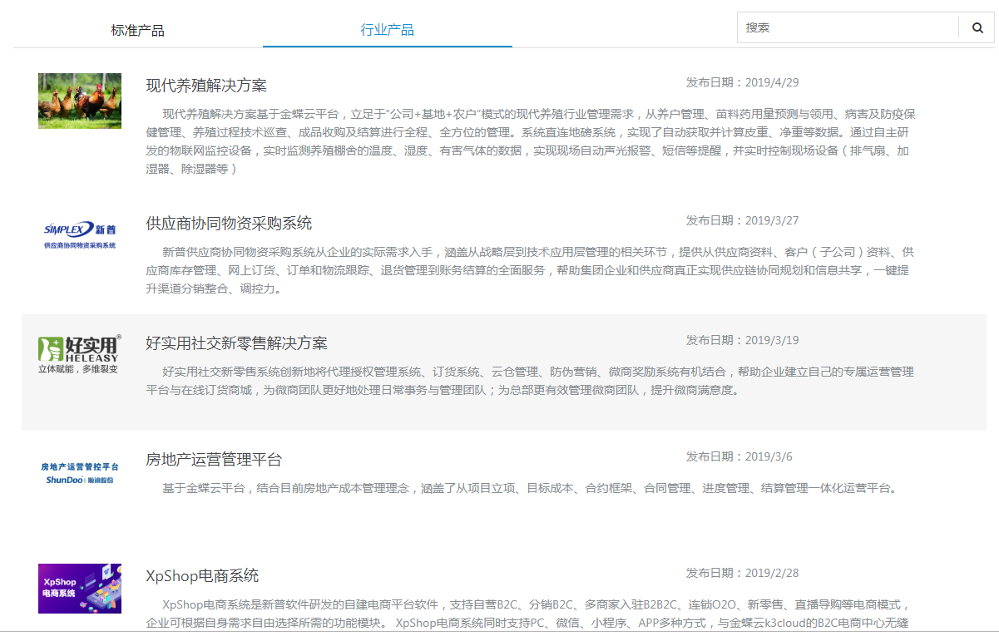 标准产品
行业产品
搜索
现代养殖解决方案
发布日期：2019/4/29
现代养殖解决方案基于金蝶云平台，立足于“公司+基地+农户”模式的现代养殖行业管理需求，从养户管理、苗料药用量预测与领用、病害及防疫保
健管理、养殖过程技术巡查、成品收购及结算进行全程、全方位的管理。系统直连地磅系统，实现了自动获取并计算皮重、净重等数据。通过自主研
发的物联网监控设备，实时监测养殖棚舍的温度、湿度、有害气体的数据，实现现场自动声光报警、短信等提醒，并实时控制现场设备（排气扇、加
湿器、除湿器等）
SIMPLEX 新普
供应商协同物资采购系统
供应商协同物资采购系统
发布日期：2019/3/27
新普供应商协同物资采购系统从企业的实际需求入手，涵盖从战略层到技术应用层管理的相关环节，提供从供应商资料、客户（子公司）资料、供
应商库存管理、网上订货、订单和物流跟踪、退货管理到账务结算的全面服务，帮助集团企业和供应商真正实现供应链协同规划和信息共享，一键提
升渠道分销整合、调控力。
好实用®
HELEASY
立体赋能，多维裂变
好实用社交新零售解决方案
发布日期：2019/3/19
好实用社交新零售系统创新地将代理授权管理系统、订货系统、云仓管理、防伪营销、微商奖励系统有机结合，帮助企业建立自己的专属运营管理
平台与在线订货商城，为微商团队更好地处理日常事务与管理团队；为总部更有效管理微商团队，提升微商满意度。
房地产运营管控平台
ShunDao 顺道股份
房地产运营管理平台
发布日期：2019/3/6
基于金蝶云平台，结合目前房地产成本管理理念，涵盖了从项目立项、目标成本、合约框架、合同管理、进度管理、结算管理一体化运营平台。
XpShop
电商系统
XpShop电商系统
发布日期：2019/2/28
XpShop电商系统是新普软件研发的自建电商平台软件，支持自营B2C、分销B2C、多商家入驻B2B2C、连锁O2O、新零售、直播导购等电商模式，
企业可根据自身需求自由选择所需的功能模块。 XpShop电商系统同时支持PC、微信、小程序、APP多种方式，与金蝶云k3cloud的B2C电商中心无缝